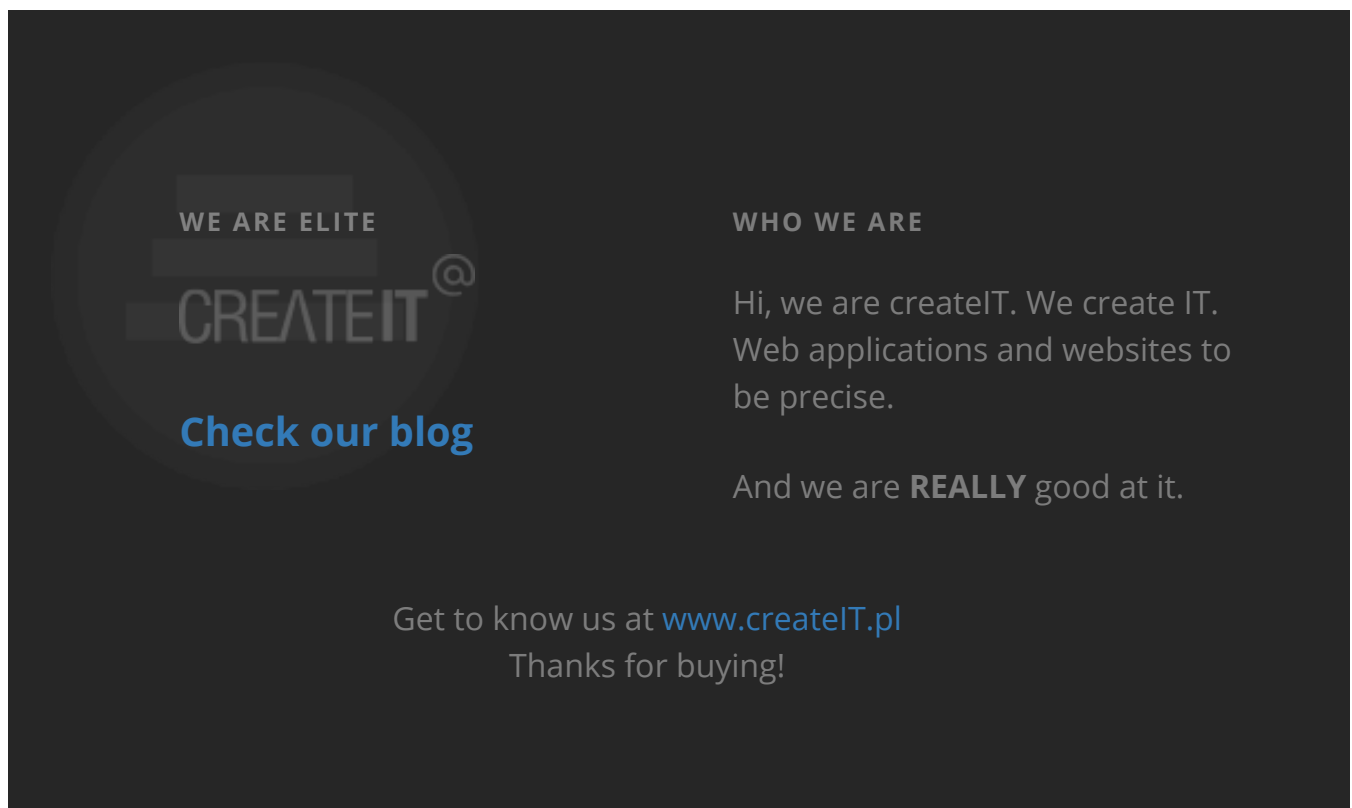 WE ARE ELITE
CREATEIT@
Check our blog
WHO WE ARE
Hi, we are createIT. We create IT.
Web applications and websites to
be precise.
And we are REALLY good at it.
Get to know us at www.createIT.pl
Thanks for buying!